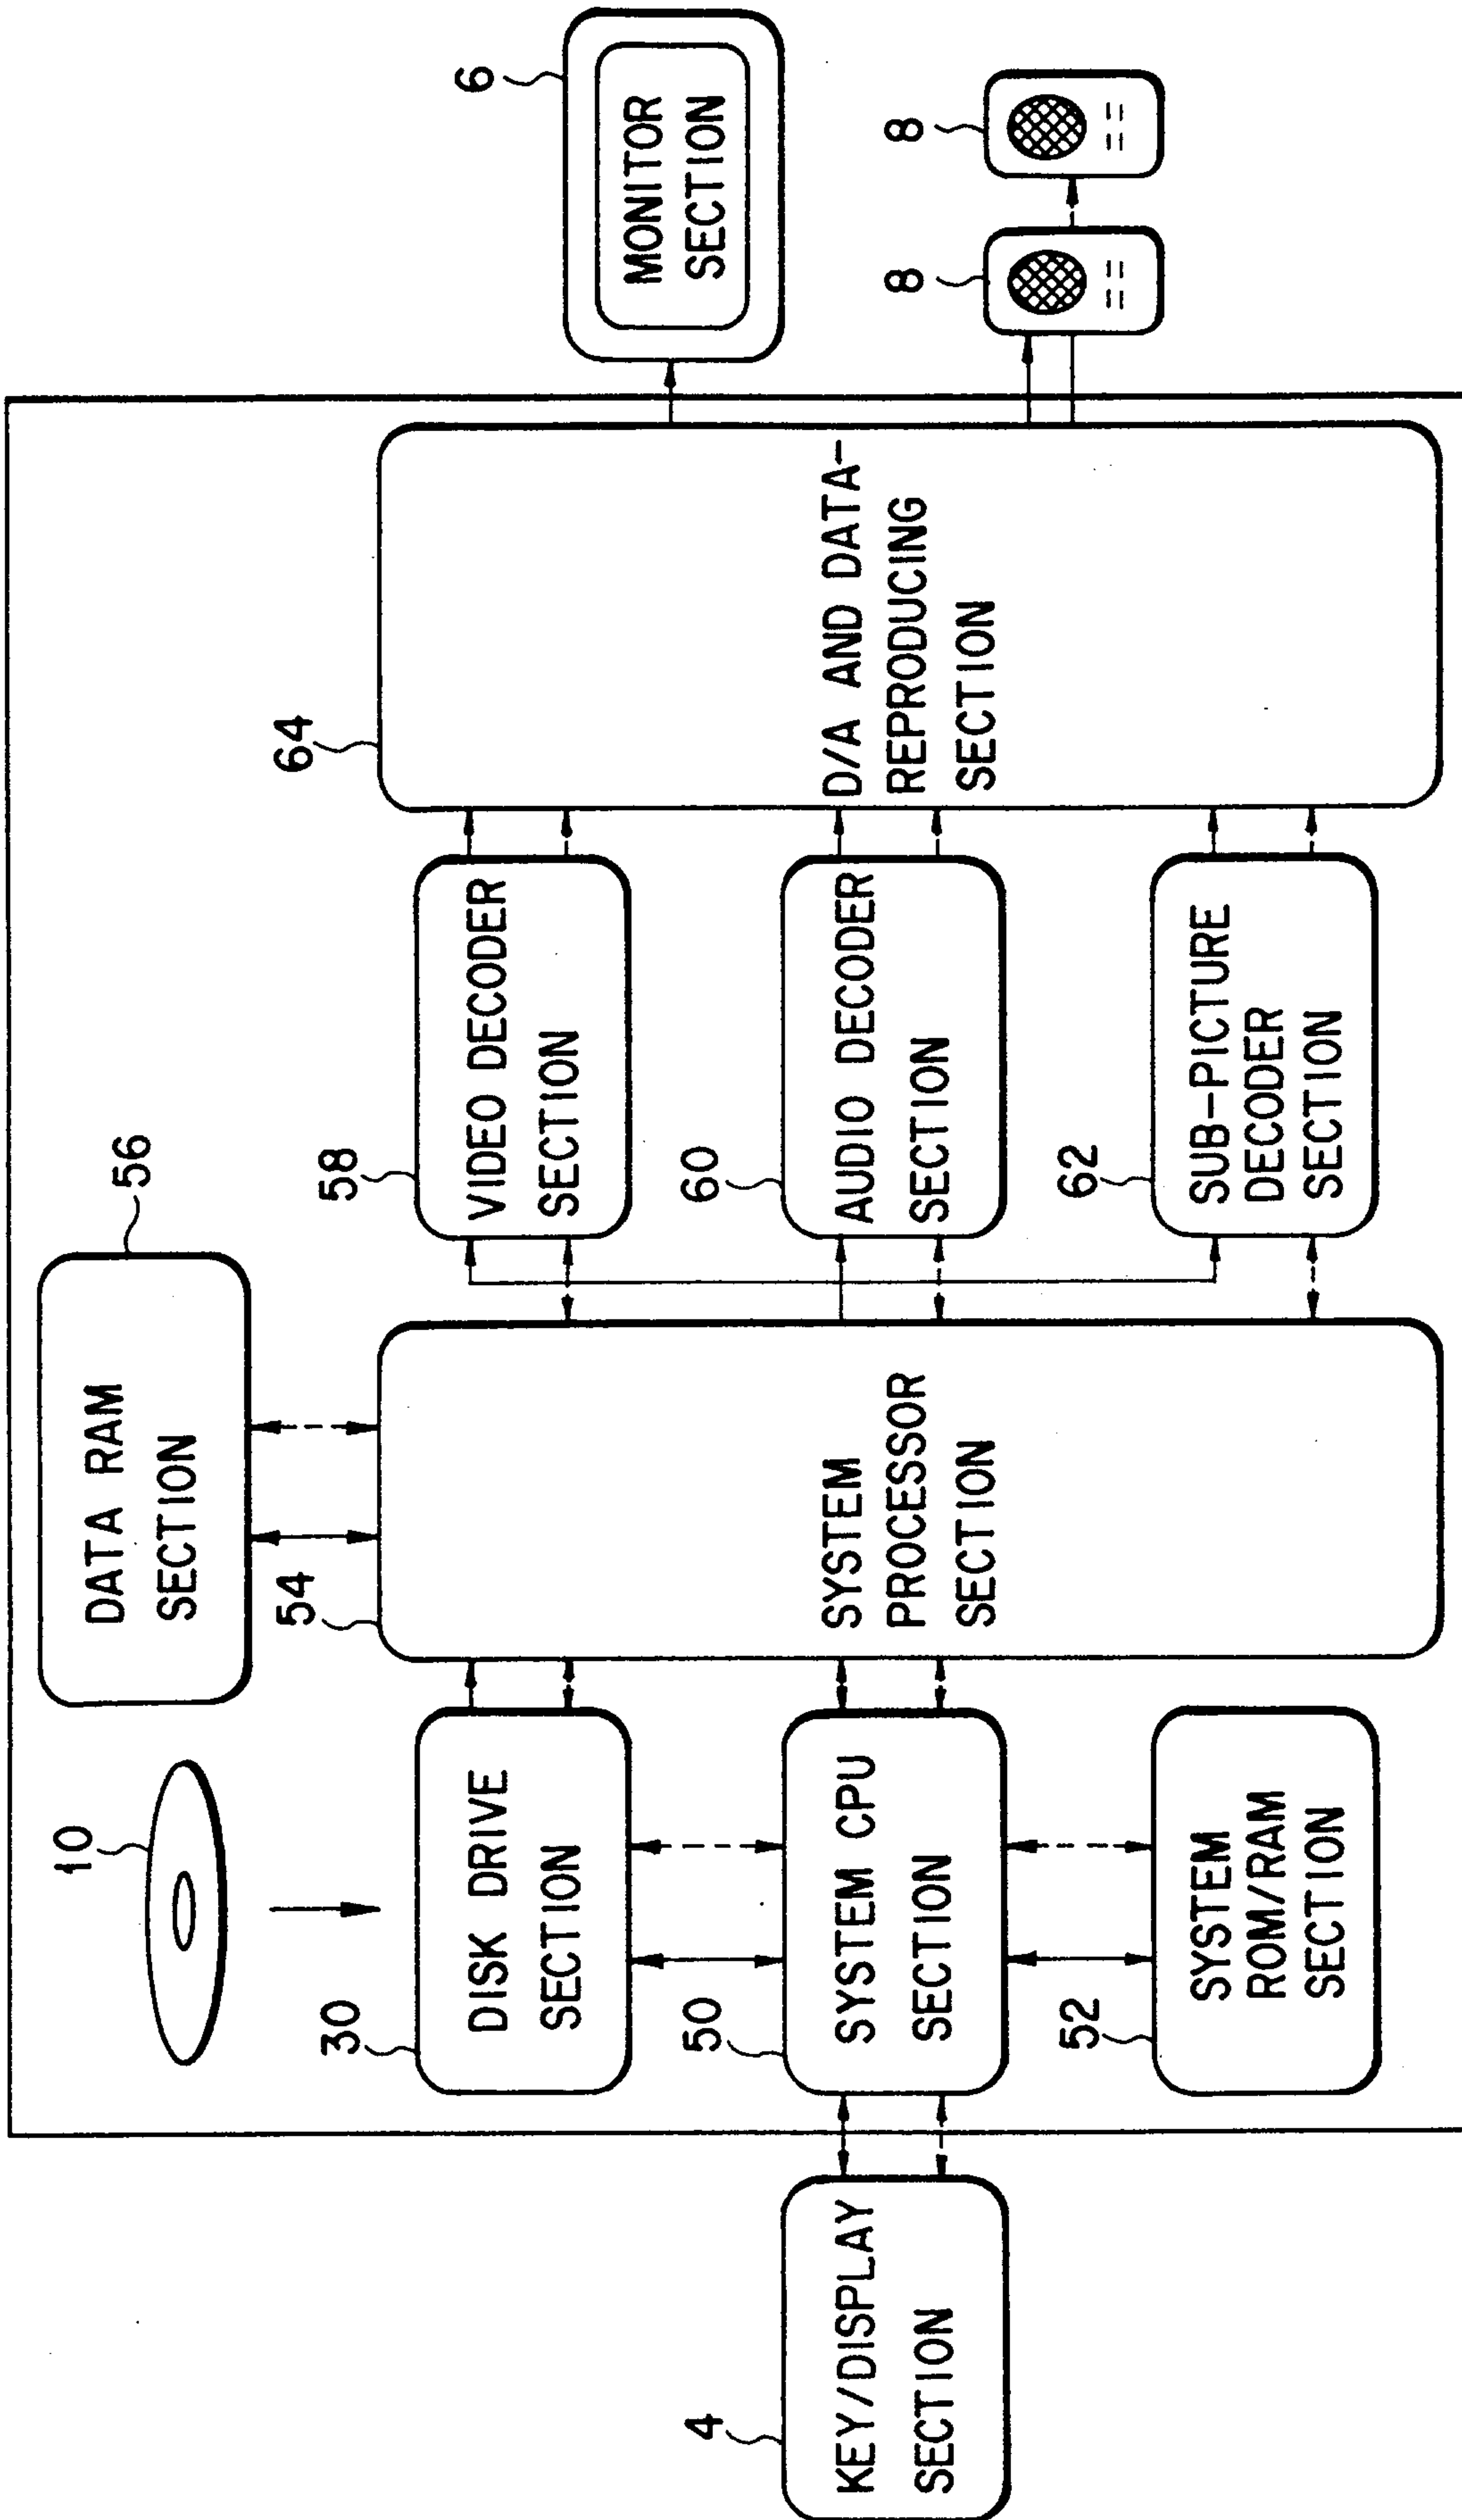 10
56
DATA RAM
SECTION
30
DISK DRIVE
SECTION
54
SYSTEM
PROCESSOR
SECTION
58
VIDEO DECODER
SECTION
64
D/A AND DATA-
REPRODUCING
SECTION
6
MONITOR
SECTION
4
KEY/DISPLAY
SECTION
50
SYSTEM CPU
SECTION
60
AUDIO DECODER
SECTION
8
8
52
SYSTEM
ROM/RAM
SECTION
62
SUB-PICTURE
DECODER
SECTION